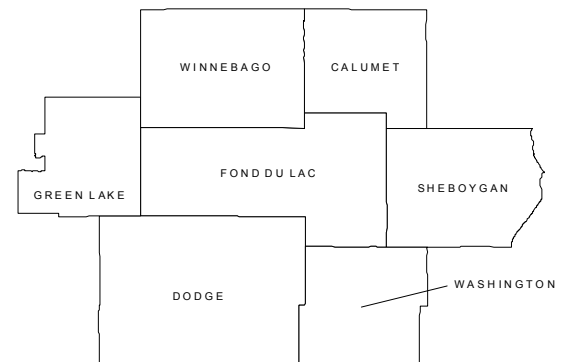 WINNEBAGO
CALUMET
FOND DU LAC
GREEN LAKE
SHEBOYGAN
WASHINGTON
DODGE